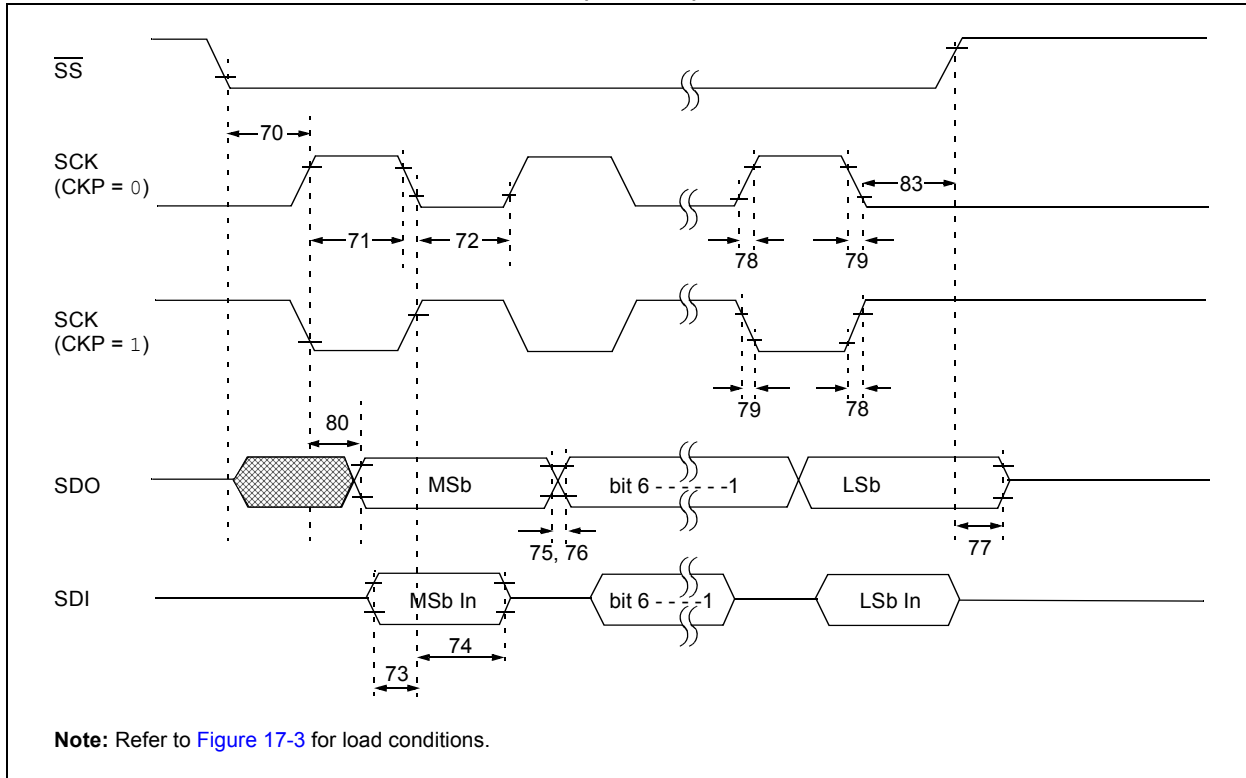 SS
70
SCK
(CKP = 0)
83
71
72
78
79
SCK
(CKP = 1)
79
78
80
SDO
MSb
bit 6 - - - - - -1
LSb
75, 76
77
SDI
MSb In
bit 6 - - - -1
LSb In
74
73
Note: Refer to Figure 17-3 for load conditions.